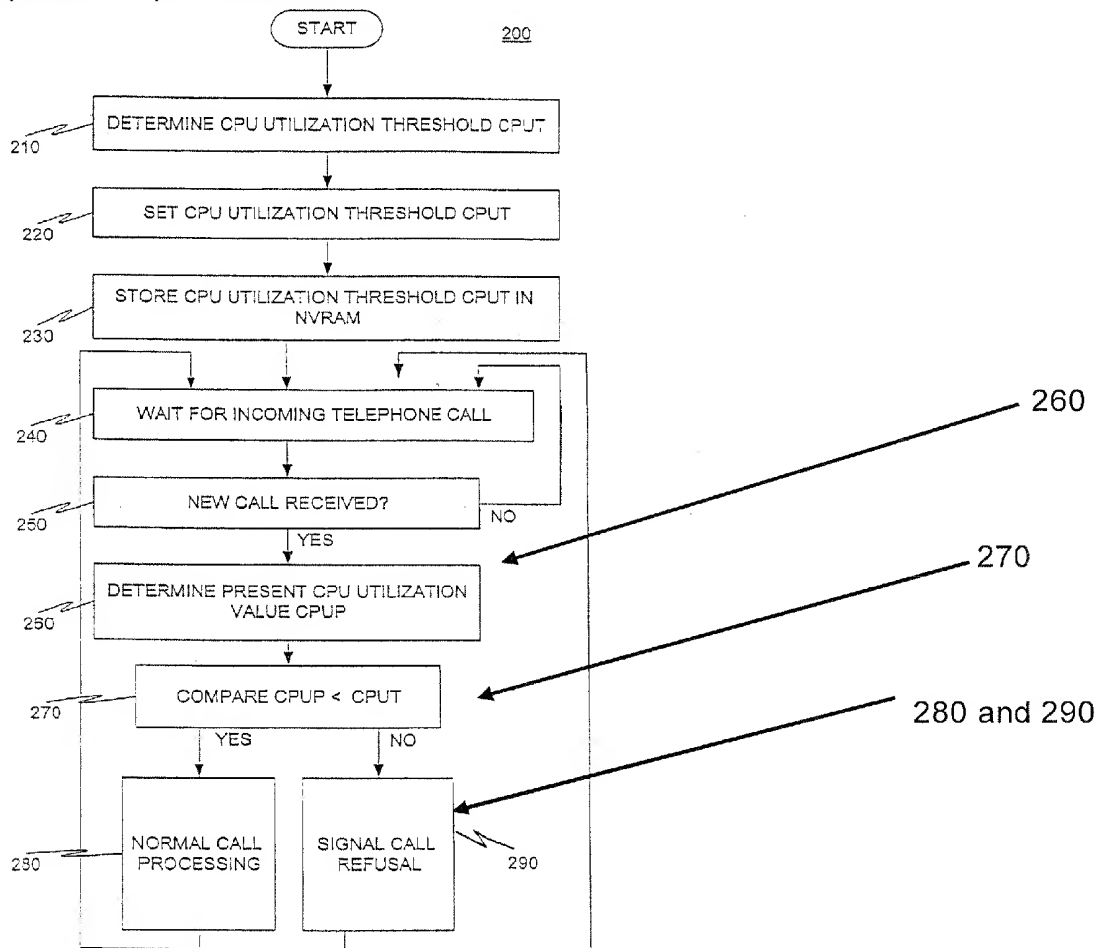 START
200
DETERMINE CPU UTILIZATION THRESHOLD CPUT
210
SET CPU UTILIZATION THRESHOLD CPUT
220
STORE CPU UTILIZATION THRESHOLD CPUT IN
NVRAM
230
WAIT FOR INCOMING TELEPHONE CALL
240
260
NEW CALL RECEIVED?
250
NO
YES
270
DETERMINE PRESENT CPU UTILIZATION
VALUE CPUP
260
COMPARE CPUP < CPUT
270
280 and 290
YES
NO
NORMAL CALL
PROCESSING
280
SIGNAL CALL
REFUSAL
290